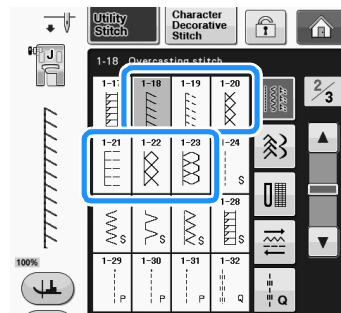 Utility Stitch
Character Decorative Stitch
J
1-18 Overcasting stitch
1-17 1-18 1-19 1-20
2/3
1-21 1-22 1-23 1-24
S
1-28
S S S S
1-29 1-30 1-31 1-32
P P P Q
Q
100%